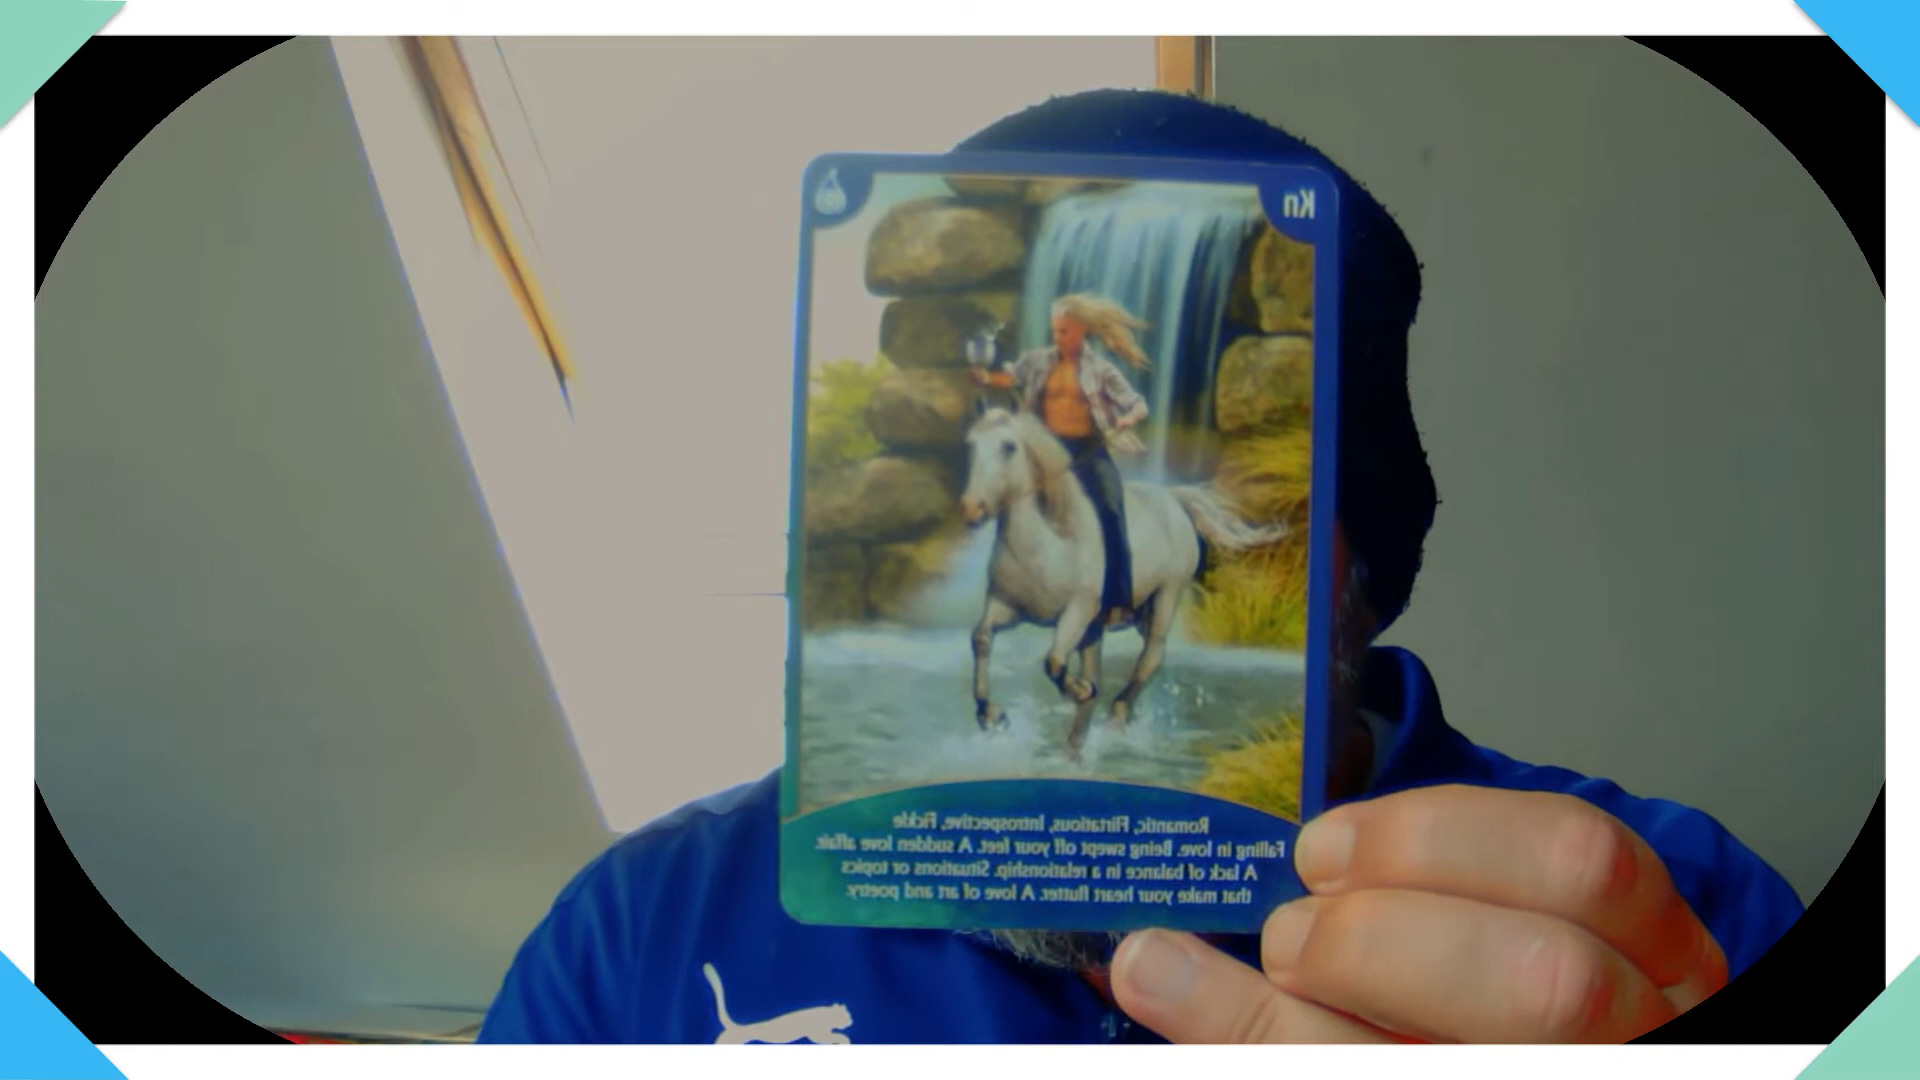 Kn
Romantic, Flirtatious, Introspective, Fickle
Falling in love. Being swept off your feet. A sudden love affair.
A lack of balance in a relationship. Situations or topics
that make your heart flutter. A love of art and poetry.